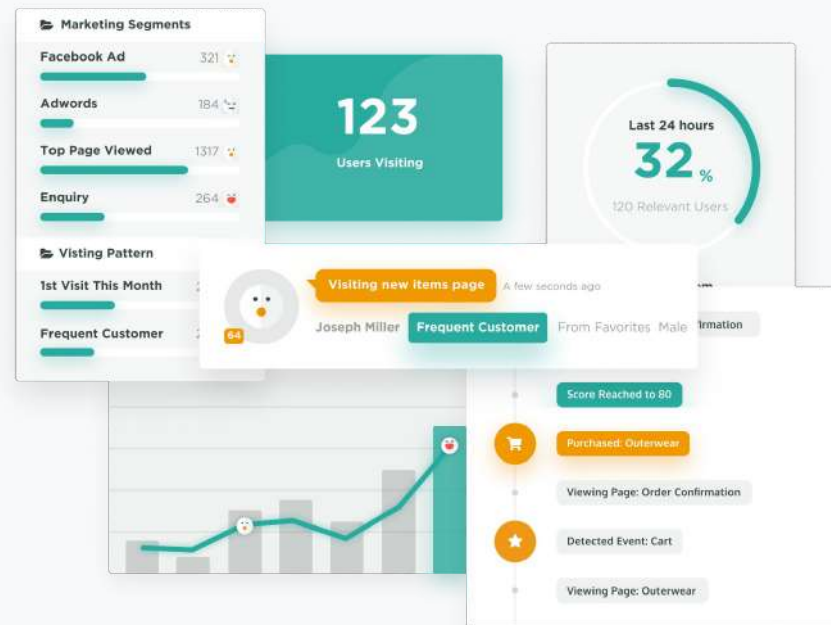 Marketing Segments
Facebook Ad 321
Adwords 184
Top Page Viewed 1317
Enquiry 264
Visting Pattern
1st Visit This Month
Frequent Customer
123
Users Visiting
Last 24 hours
32 %
120 Relevant Users
Visiting new items page A few seconds ago
64
Joseph Miller Frequent Customer From Favorites Male
Score Reached to 80
Purchased: Outerwear
Viewing Page: Order Confirmation
Detected Event: Cart
Viewing Page: Outerwear